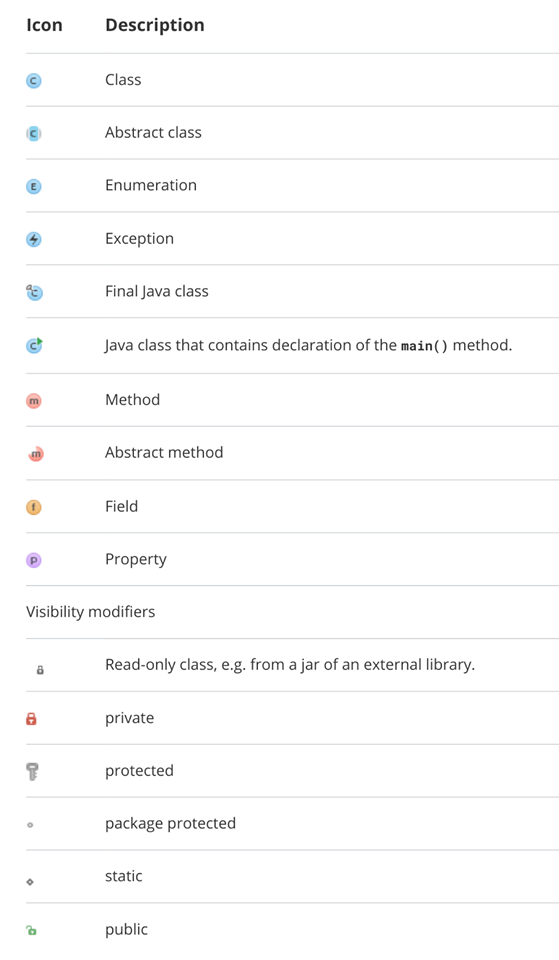 Icon Description
C Class
C Abstract class
E Enumeration
Exception
C Final Java class
C Java class that contains declaration of the main() method.
m Method
m Abstract method
f Field
P Property
Visibility modifiers
Read-only class, e.g. from a jar of an external library.
private
protected
package protected
static
public